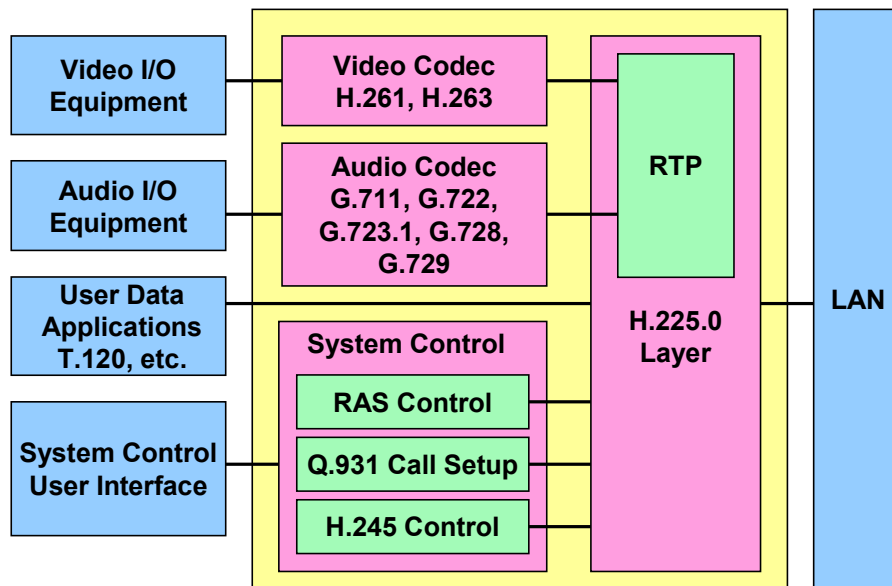 Video I/O
Equipment
Video Codec
H.261, H.263
RTP
Audio I/O
Equipment
Audio Codec
G.711, G.722,
G.723.1, G.728,
G.729
User Data
Applications
T.120, etc.
H.225.0
Layer
LAN
System Control
RAS Control
Q.931 Call Setup
H.245 Control
System Control
User Interface